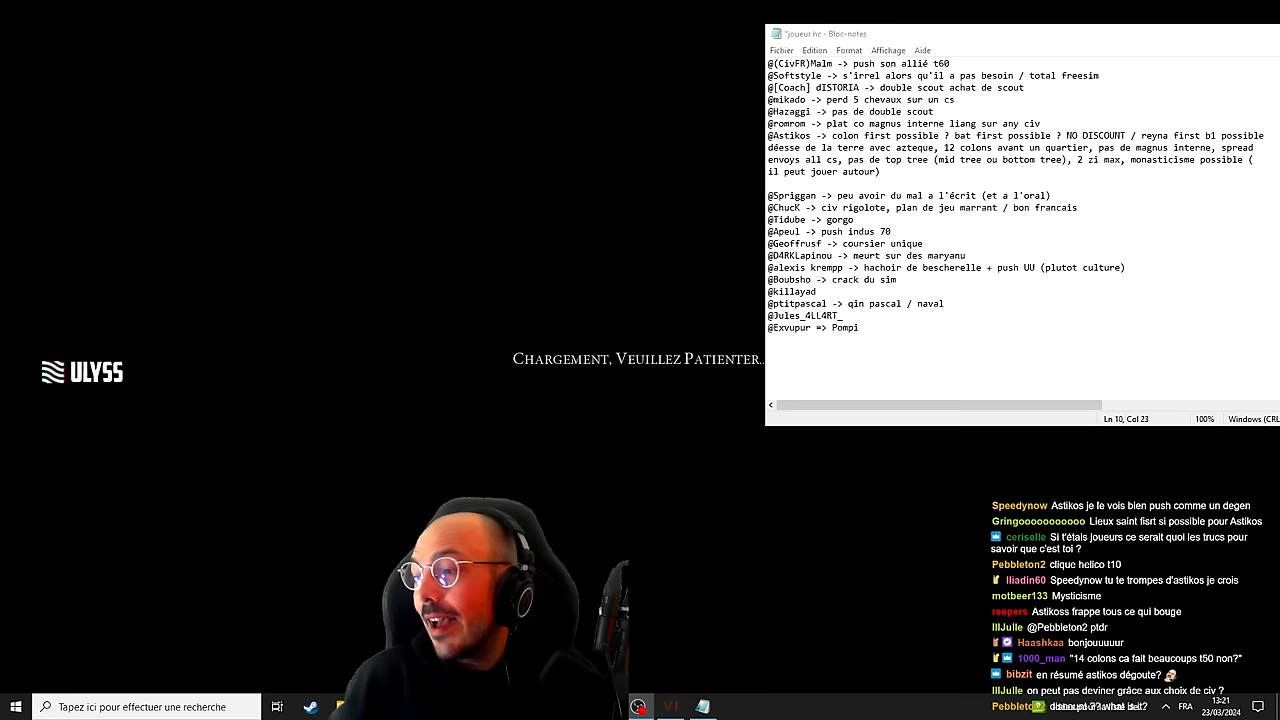 *joueur hc - Bloc-notes
Fichier Edition Format Affichage Aide
@(CivFR)Malm -> push son allié t60
@Softstyle -> s'irrel alors qu'il a pas besoin / total freesim
@[Coach] dISTORIA -> double scout achat de scout
@mikado -> perd 5 chevaux sur un cs
@Hazaggi -> pas de double scout
@romrom -> plat co magnus interne liang sur any civ
@Astikos -> colon first possible ? bat first possible ? NO DISCOUNT / reyna first b1 possible
déesse de la terre avec azteque, 12 colons avant un quartier, pas de magnus interne, spread
envoys all cs, pas de top tree (mid tree ou bottom tree), 2 zi max, monasticisme possible (
il peut jouer autour)
@Spriggan -> peu avoir du mal a l'écrit (et a l'oral)
@ChucK -> civ rigolote, plan de jeu marrant / bon francais
@Tidube -> gorgo
@Apeul -> push indus 70
@Geoffrusf -> coursier unique
@D4RKLapinou -> meurt sur des maryanu
@alexis krempp -> hachoir de bescherelle + push UU (plutot culture)
@Boubsho -> crack du sim
@killayad
@ptitpascal -> qin pascal / naval
@Jules_4LL4RT_
@Exvupur => Pompi
Ln 10, Col 23 100% Windows (CRL
ULYSS
Chargement, Veuillez Patienter..
Speedynow Astikos je le vois bien push comme un degen
Gringooooooooooo Lieux saint fisrt si possible pour Astikos
ceriselle Si t'étais joueurs ce serait quoi les trucs pour
savoir que c'est toi ?
Pebbleton2 clique helico t10
Iliadin60 Speedynow tu te trompes d'astikos je crois
motbeer133 Mysticisme
reepers Astikoss frappe tous ce qui bouge
IIIJulle @Pebbleton2 ptdr
Haashkaa bonjouuuuur
1000_man "14 colons ca fait beaucoups t50 non?"
bibzit en résumé astikos dégoute?
IIIJulle on peut pas deviner grâce aux choix de civ ?
Tapez ici pour effectuer une recherche
FRA
13:21
23/03/2024